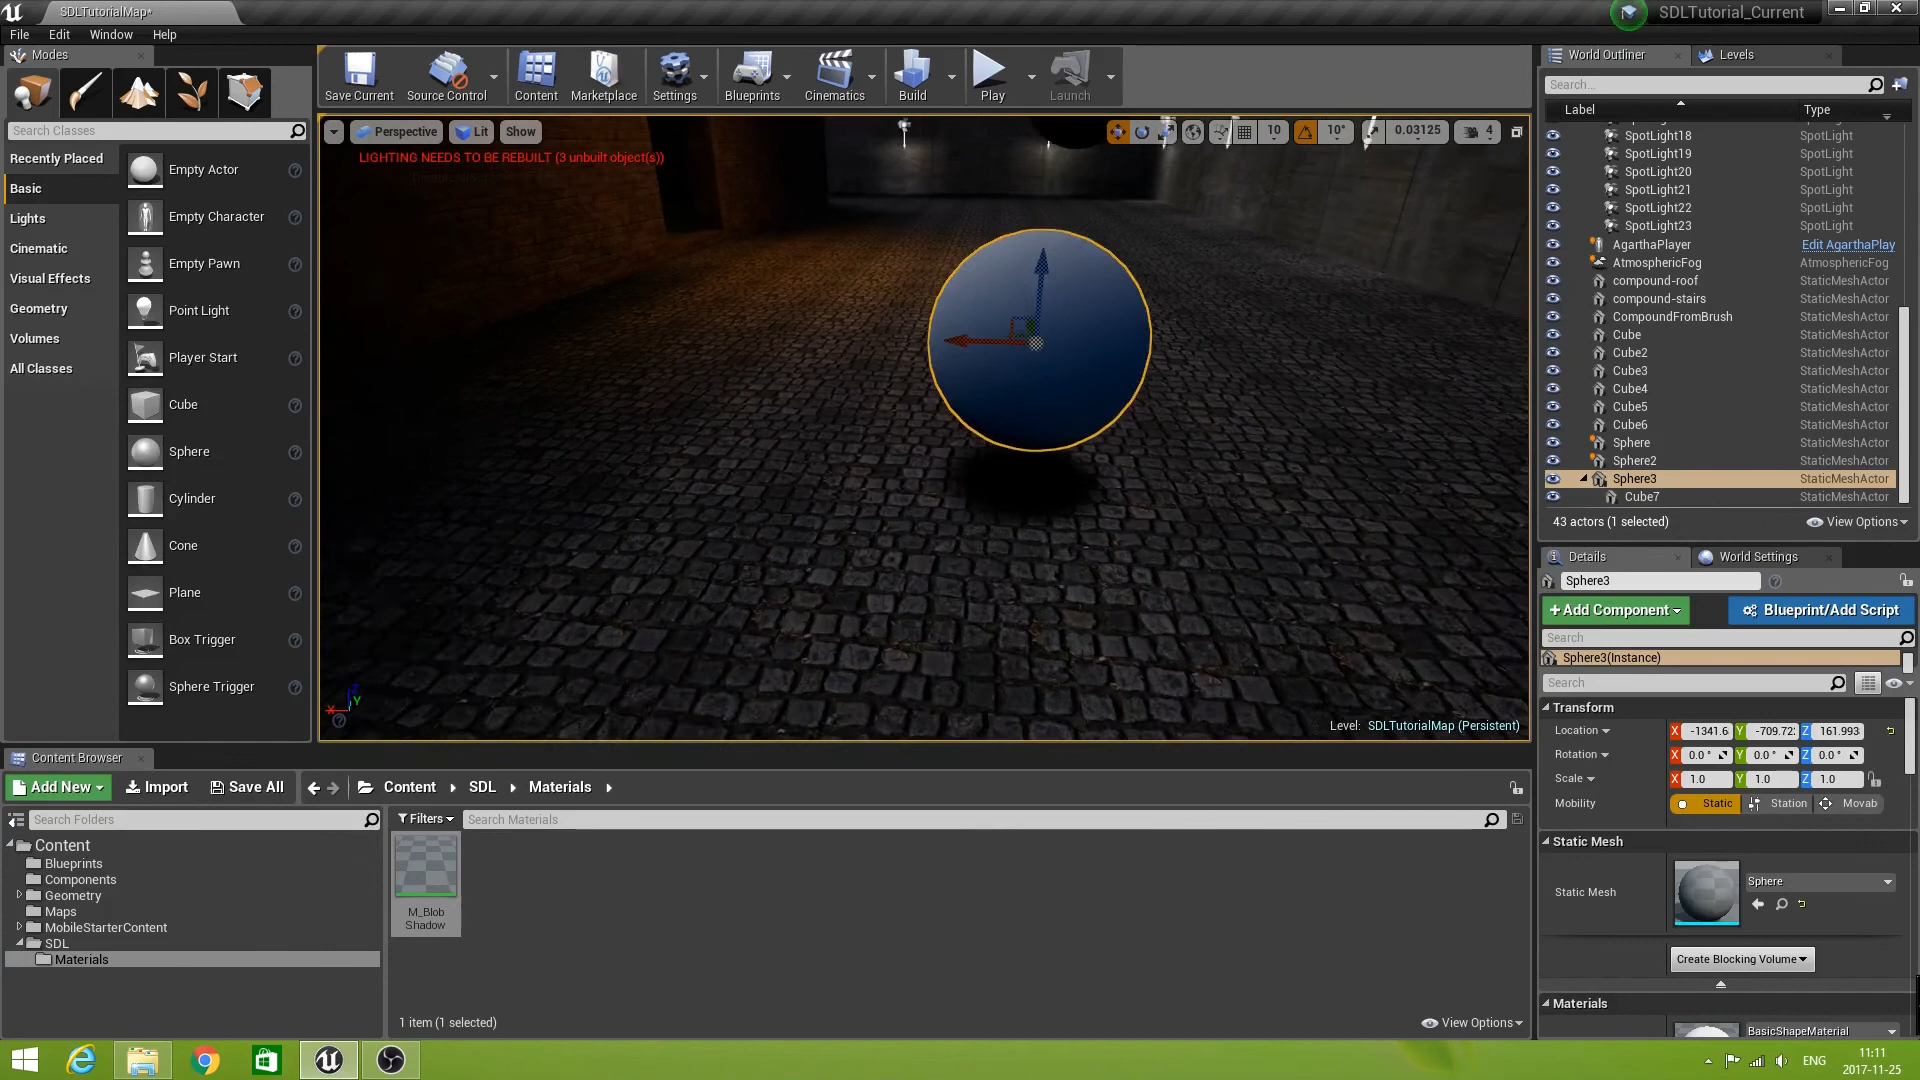 SDLTutorialMap*
SDLTutorial_Current
File Edit Window Help
Modes
Search Classes
Recently Placed
Basic
Lights
Cinematic
Visual Effects
Geometry
Volumes
All Classes
Empty Actor
Empty Character
Empty Pawn
Point Light
Player Start
Cube
Sphere
Cylinder
Cone
Plane
Box Trigger
Sphere Trigger
Save Current Source Control Content Marketplace Settings Blueprints Cinematics Build Play Launch
Perspective Lit Show
10 10° 0.03125 4
LIGHTING NEEDS TO BE REBUILT (3 unbuilt object(s))
X Y Z
Level: SDLTutorialMap (Persistent)
World Outliner Levels
Search...
Label Type
SpotLight18 SpotLight
SpotLight19 SpotLight
SpotLight20 SpotLight
SpotLight21 SpotLight
SpotLight22 SpotLight
SpotLight23 SpotLight
AgarthaPlayer Edit AgarthaPlay
AtmosphericFog AtmosphericFog
compound-roof StaticMeshActor
compound-stairs StaticMeshActor
CompoundFromBrush StaticMeshActor
Cube StaticMeshActor
Cube2 StaticMeshActor
Cube3 StaticMeshActor
Cube4 StaticMeshActor
Cube5 StaticMeshActor
Cube6 StaticMeshActor
Sphere StaticMeshActor
Sphere2 StaticMeshActor
Sphere3 StaticMeshActor
Cube7 StaticMeshActor
43 actors (1 selected) View Options
Details World Settings
Sphere3
+Add Component Blueprint/Add Script
Search
Sphere3(Instance)
Search
Transform
Location X -1341.6 Y -709.72 Z 161.993
Rotation X 0.0 ° Y 0.0 ° Z 0.0 °
Scale X 1.0 Y 1.0 Z 1.0
Mobility Static Station Movab
Static Mesh
Static Mesh Sphere
Create Blocking Volume
Materials
BasicShapeMaterial
Content Browser
Add New Import Save All Content SDL Materials
Search Folders
Filters Search Materials
Content
Blueprints
Components
Geometry
Maps
MobileStarterContent
SDL
Materials
M_Blob
Shadow
1 item (1 selected) View Options
ENG
11:11
2017-11-25